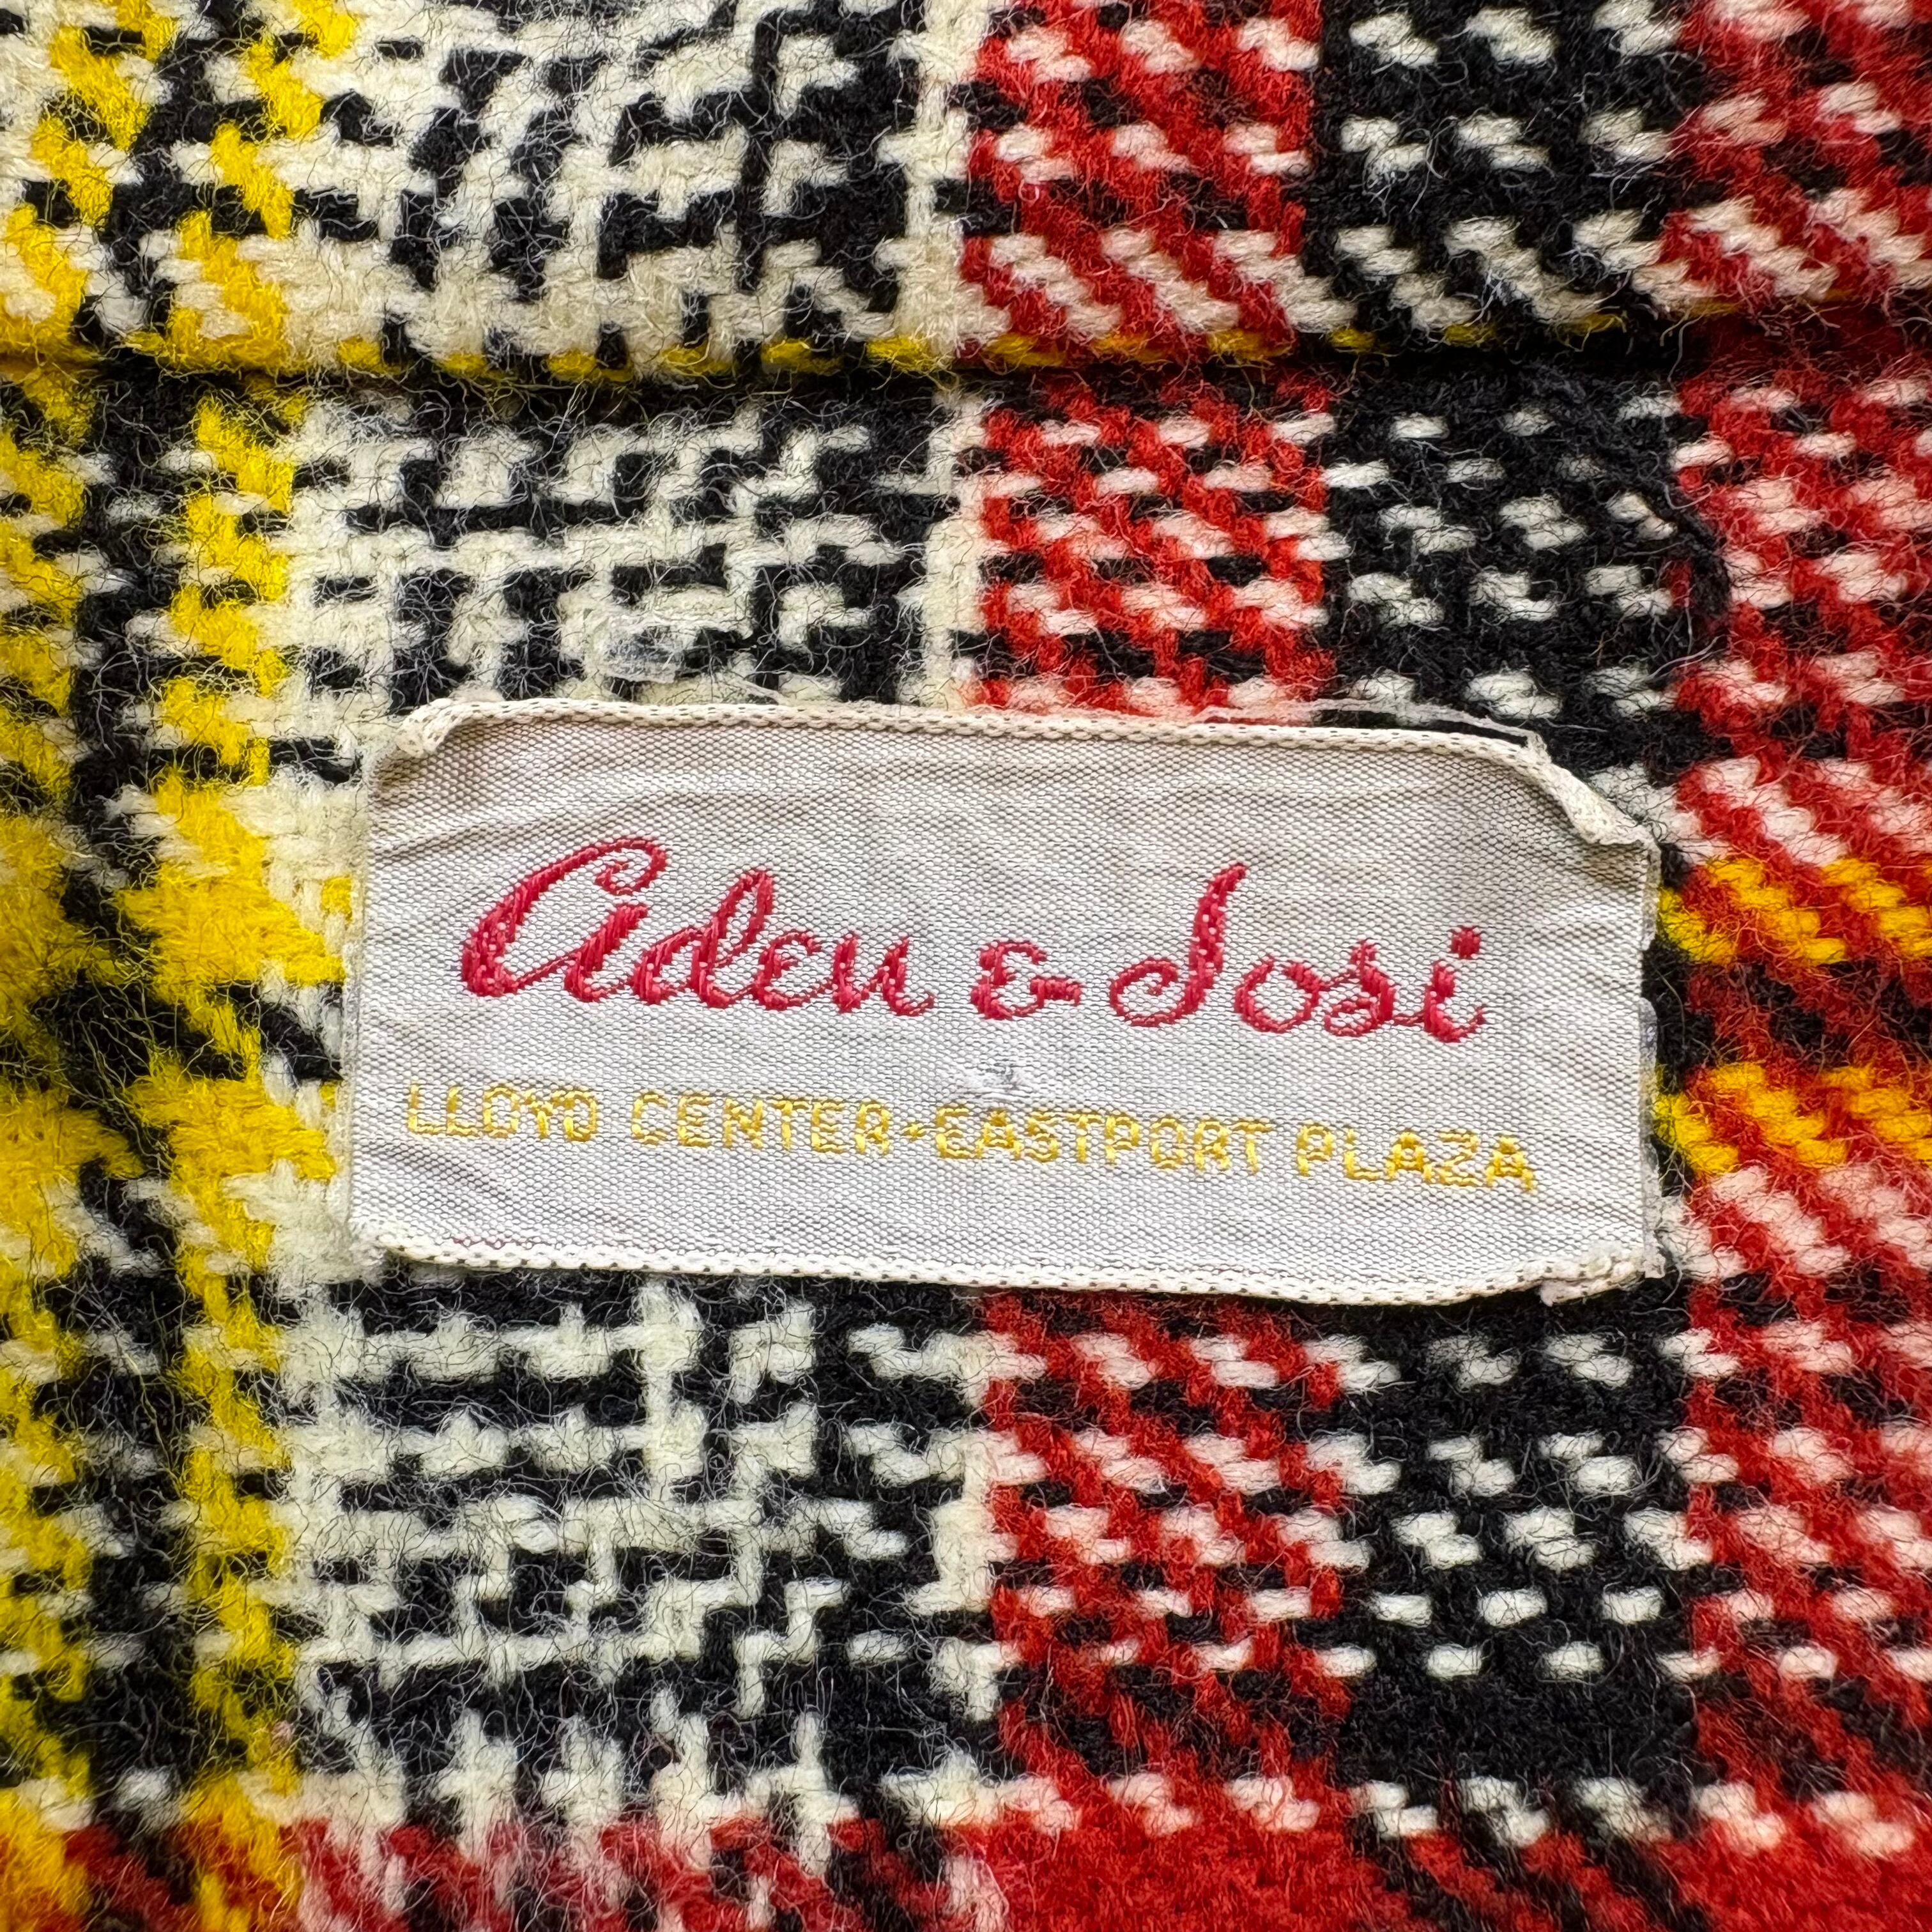 Aden & Josi
LLOYD CENTER·EASTPORT PLAZA